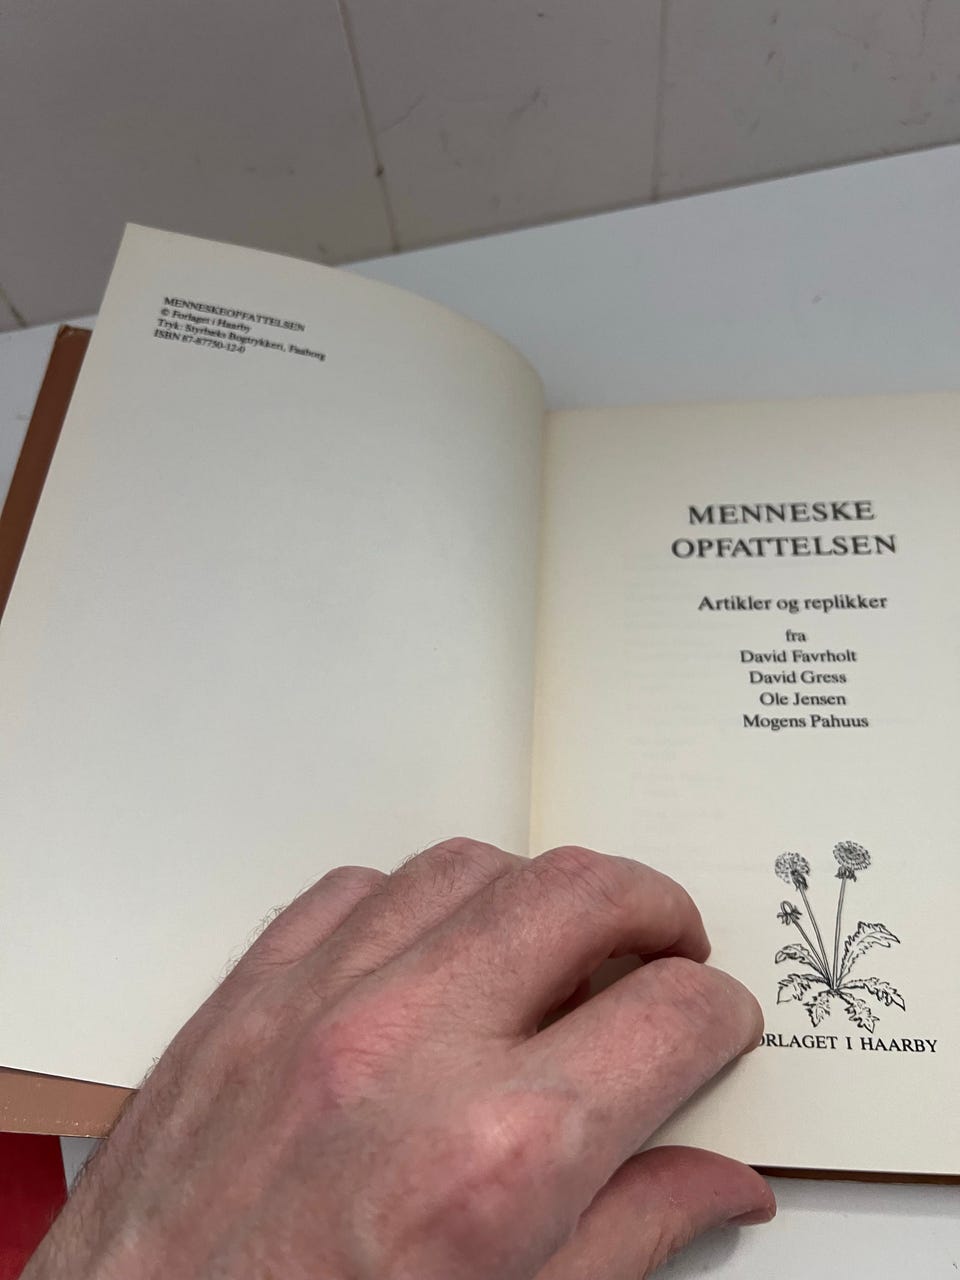 MENNESKEOPFATTELSEN
© Forlaget i Haarby
Tryk: Styrbæks Bogtrykkeri, Faaborg
ISBN 87-87750-12-0
MENNESKE
OPFATTELSEN
Artikler og replikker
fra
David Favrholt
David Gress
Ole Jensen
Mogens Pahuus
ORLAGET I HAARBY